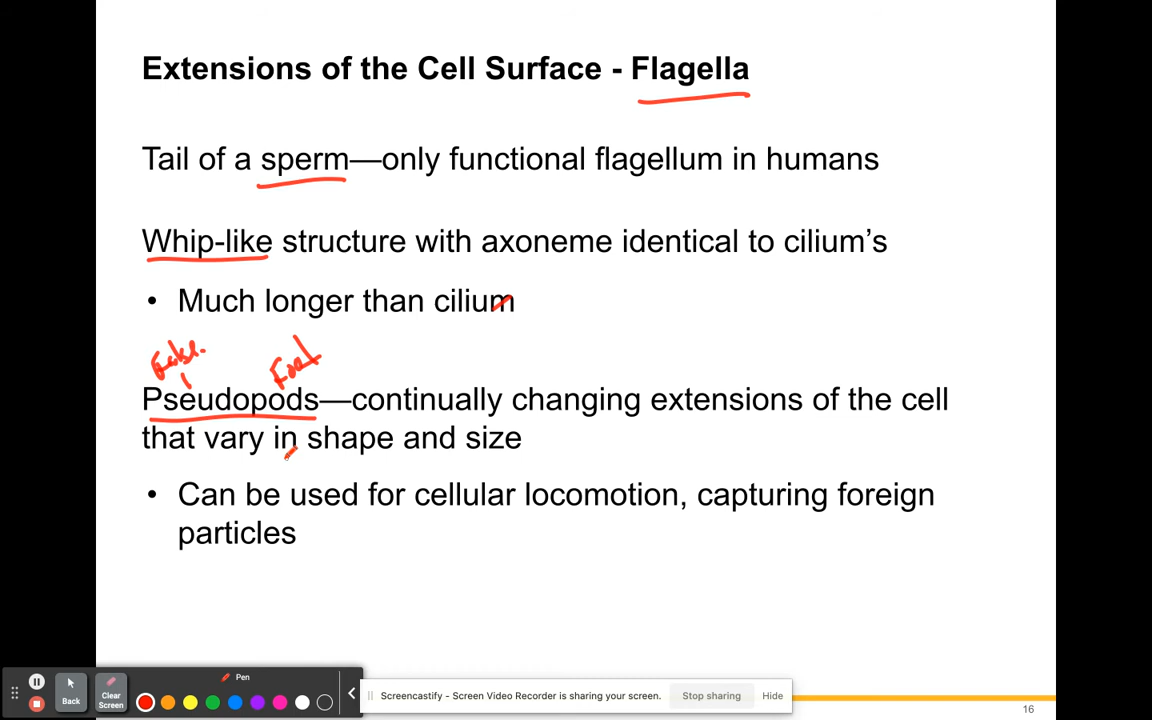 Extensions of the Cell Surface - Flagella
Tail of a sperm—only functional flagellum in humans
Whip-like structure with axoneme identical to cilium’s
• Much longer than cilium
False. Foot
Pseudopods—continually changing extensions of the cell
that vary in shape and size
• Can be used for cellular locomotion, capturing foreign
particles
Pen
Back
Clear
Screen
Screencastify - Screen Video Recorder is sharing your screen.
Stop sharing
Hide
16